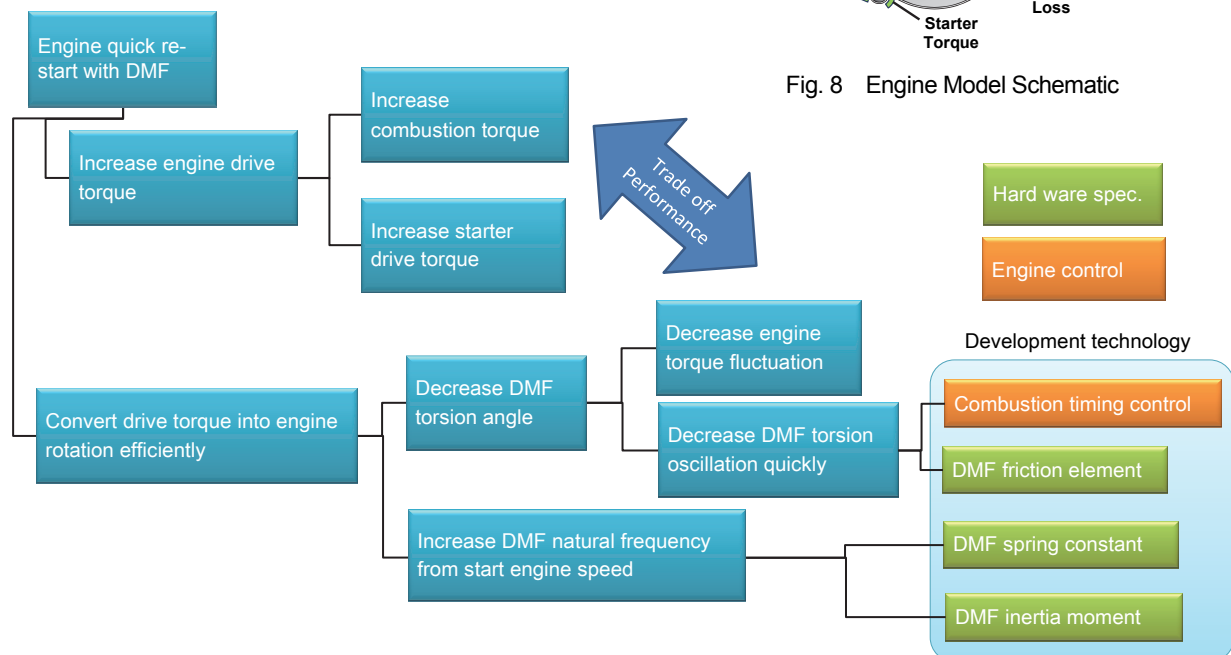 Loss
Starter
Torque
Fig. 8 Engine Model Schematic
Engine quick re-
start with DMF
Increase engine drive
torque
Increase
combustion torque
Increase starter
drive torque
Trade off
Performance
Hard ware spec.
Engine control
Convert drive torque into engine
rotation efficiently
Decrease DMF
torsion angle
Decrease engine
torque fluctuation
Decrease DMF torsion
oscillation quickly
Increase DMF natural frequency
from start engine speed
Development technology
Combustion timing control
DMF friction element
DMF spring constant
DMF inertia moment